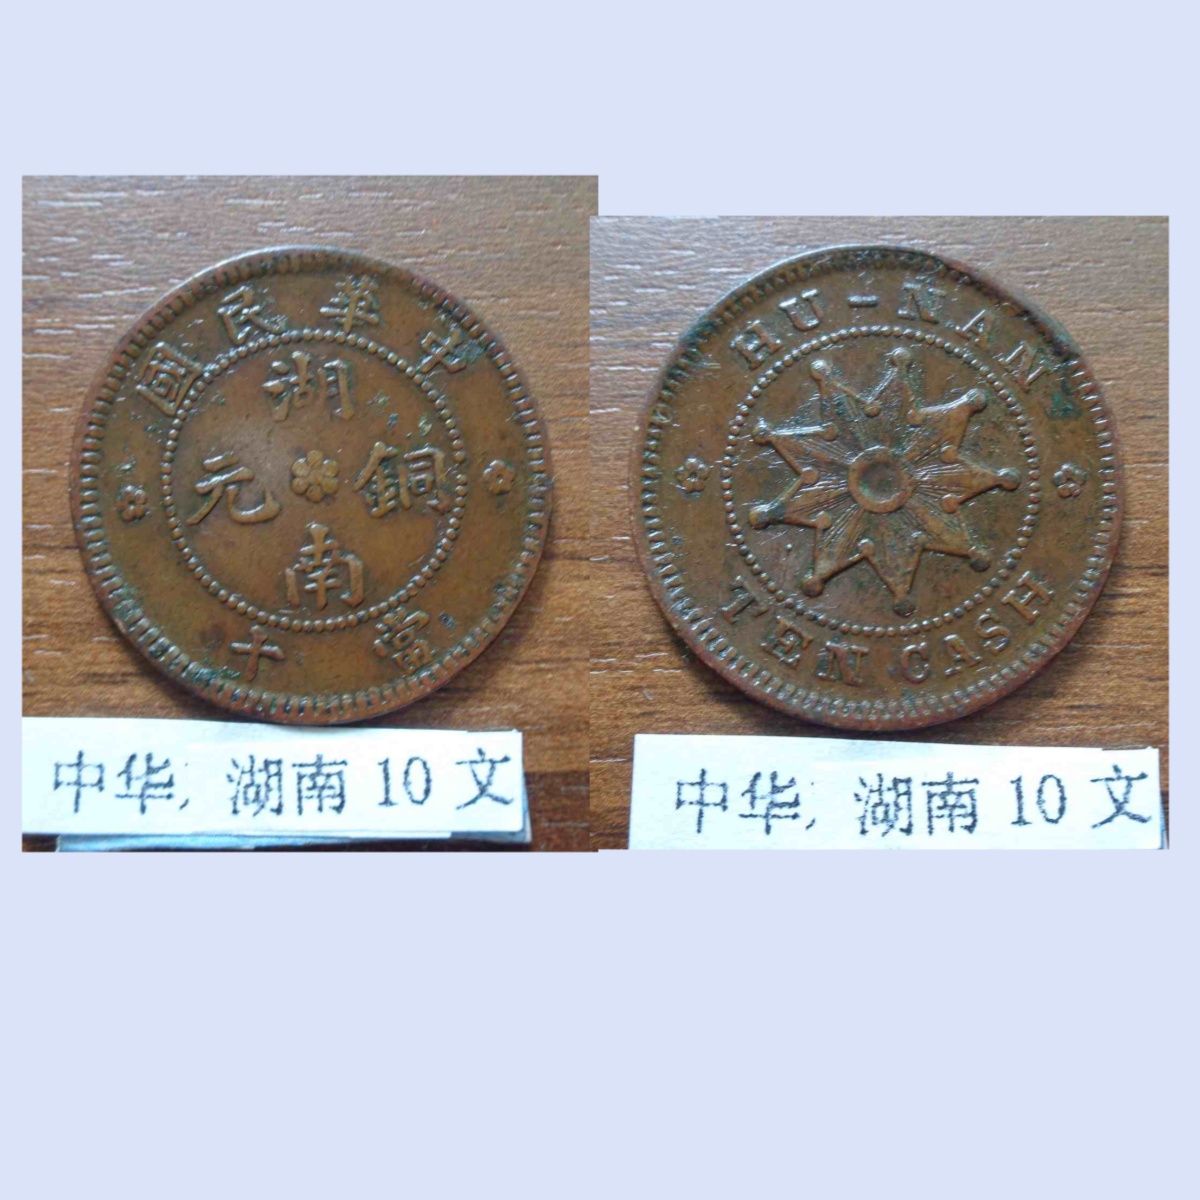 中華民國
湖南銅元
當十
中华, 湖南 10 文
HU-NAN
TEN CASH
中华, 湖南 10 文